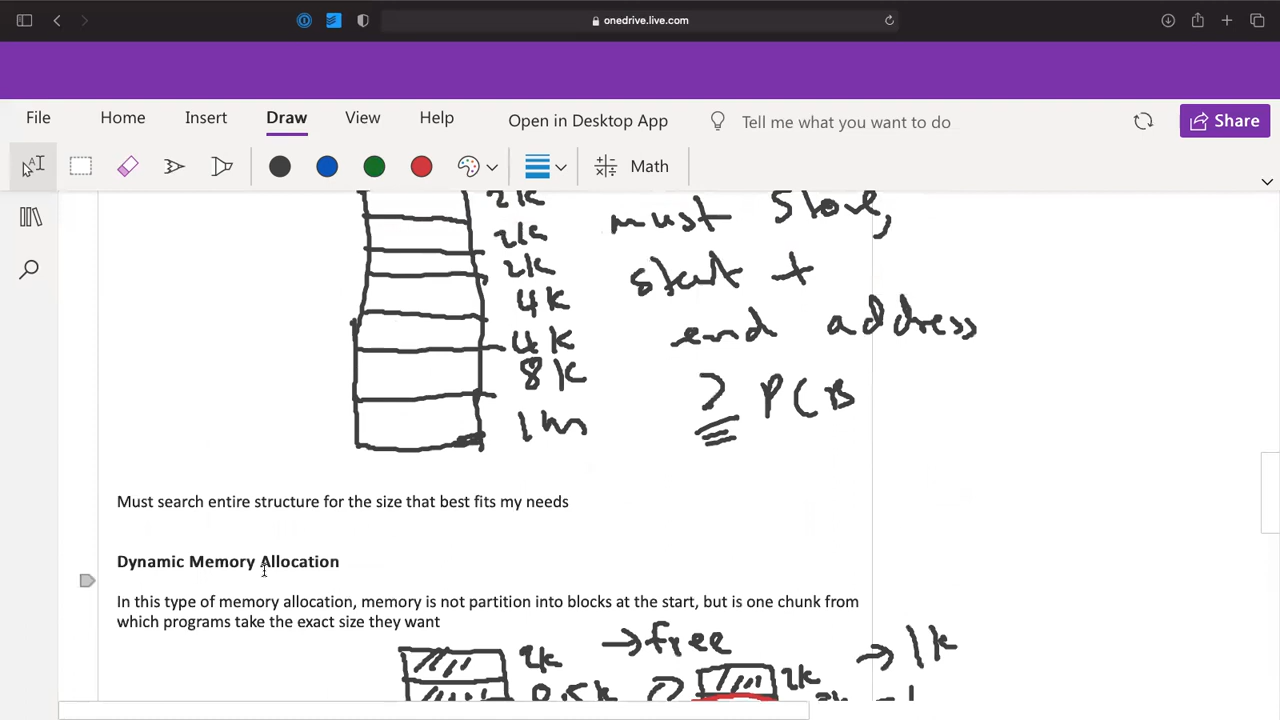 onedrive.live.com
File Home Insert Draw View Help Open in Desktop App Tell me what you want to do Share
Math
2k
must store,
2k
start +
2k
4k
end address
4k
8k
PCB
Must search entire structure for the size that best fits my needs
Dynamic Memory Allocation
In this type of memory allocation, memory is not partition into blocks at the start, but is one chunk from
which programs take the exact size they want
→ free
→ 1k
2k
2k
0.5k